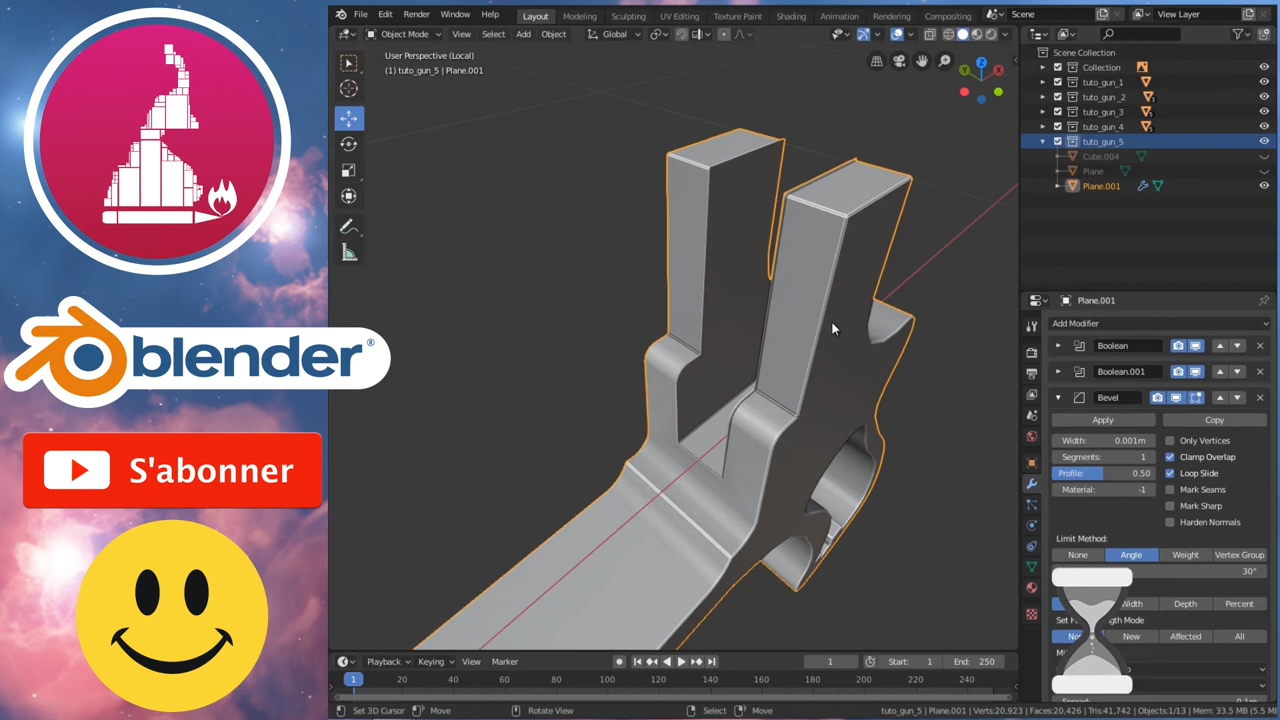 blender®
S'abonner
File Edit Render Window Help
Layout Modeling Sculpting UV Editing Texture Paint Shading Animation Rendering Compositing
Scene
View Layer
Object Mode View Select Add Object Global
User Perspective (Local)
(1) tuto_gun_5 | Plane.001
Z
Y
X
Scene Collection
Collection
tuto_gun_1
tuto_gun_2
tuto_gun_3
tuto_gun_4
tuto_gun_5
Cube.004
Plane
Plane.001
Plane.001
Add Modifier
Boolean
Boolean.001
Bevel
Apply Copy
Width: 0.001m Only Vertices
Segments: 1 Clamp Overlap
Profile: 0.50 Loop Slide
Material: -1 Mark Seams
Mark Sharp
Harden Normals
Limit Method:
None Angle Weight Vertex Group
30°
Width Depth Percent
New Affected All
Playback Keying View Marker 1 Start: 1 End: 250
1 20 40 60 80 100 120 140 160 180 200 220 240
Set 3D Cursor Move Rotate View Select Move
tuto_gun_5 | Plane.001 | Verts:20,923 | Faces:20,426 | Tris:41,742 | Objects:1/13 | Mem: 33.5 MB